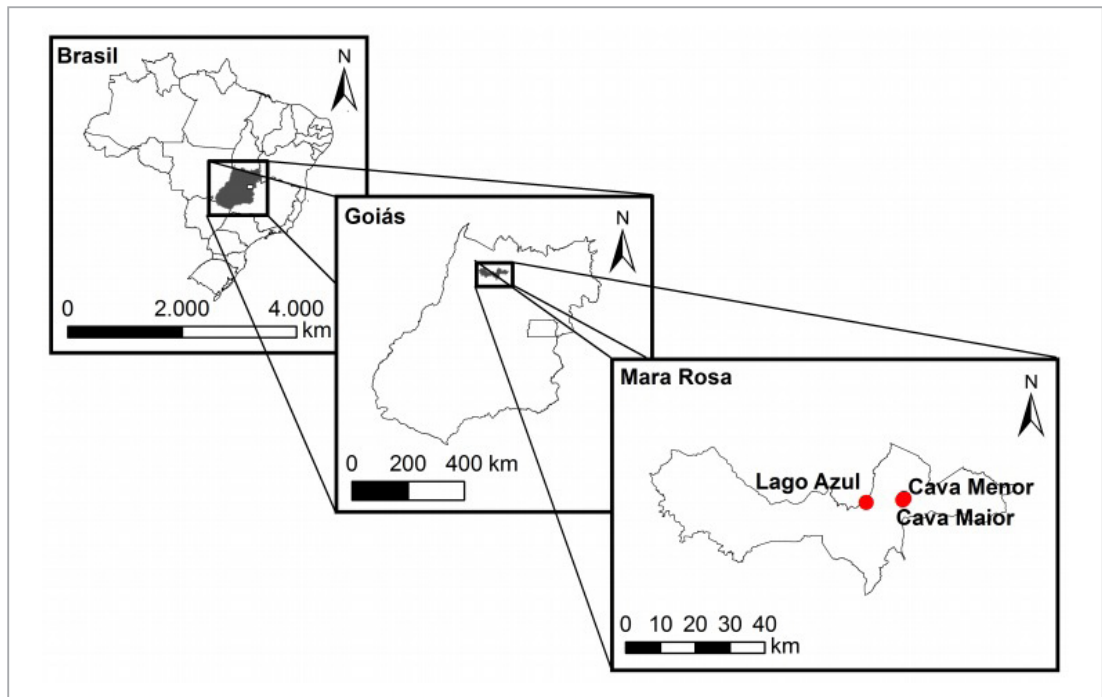 Brasil
N
0 2.000 4.000
km
Goiás
N
0 200 400 km
Mara Rosa
N
Lago Azul
Cava Menor
Cava Maior
0 10 20 30 40
km